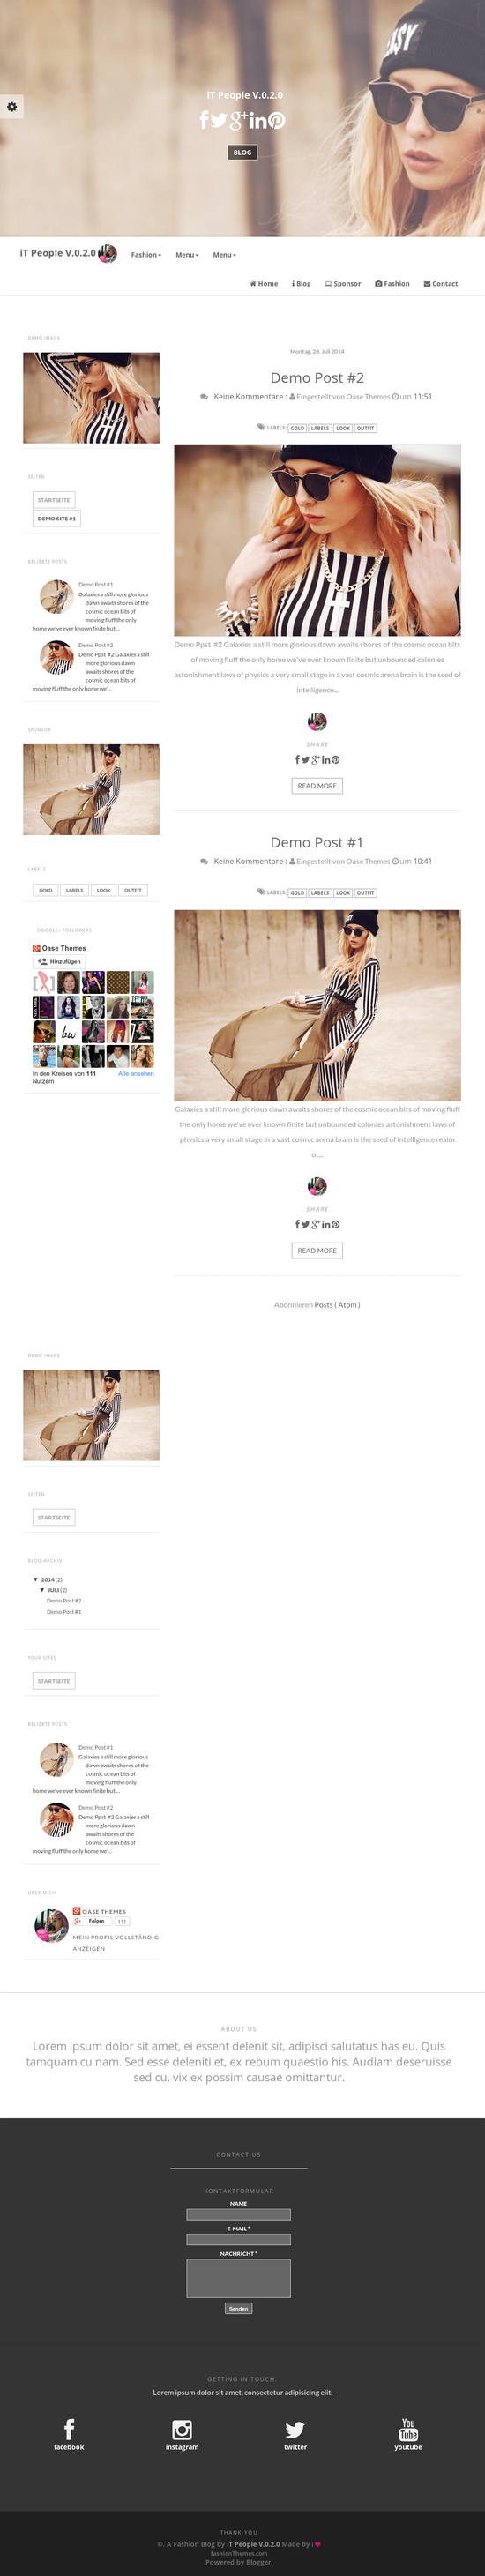 EASY
iT People V.0.2.0
BLOG
iT People V.0.2.0 Fashion Menu Menu
Home Blog Sponsor Fashion Contact
DEMO IMAGE
SEITEN
STARTSEITE
DEMO SITE #1
BELIEBTE POSTS
Demo Post #1
Galaxies a still more glorious
dawn awaits shores of the
cosmic ocean bits of
moving fluff the only
home we've ever known finite but ...
Demo Post #2
Demo Ppst #2 Galaxies a still
more glorious dawn
awaits shores of the
cosmic ocean bits of
moving fluff the only home we'...
SPONSOR
LABELS
GOLD LABELS LOOK OUTFIT
GOOGLE+ FOLLOWERS
Oase Themes
Hinzufügen
In den Kreisen von 111 Alle ansehen
Nutzern
Montag, 28. Juli 2014
Demo Post #2
Keine Kommentare : Eingestellt von Oase Themes um 11:51
LABELS: GOLD LABELS LOOK OUTFIT
Demo Ppst #2 Galaxies a still more glorious dawn awaits shores of the cosmic ocean bits
of moving fluff the only home we've ever known finite but unbounded colonies
astonishment laws of physics a very small stage in a vast cosmic arena brain is the seed of
intelligence...
SHARE
READ MORE
Demo Post #1
Keine Kommentare : Eingestellt von Oase Themes um 10:41
LABELS: GOLD LABELS LOOK OUTFIT
Galaxies a still more glorious dawn awaits shores of the cosmic ocean bits of moving fluff
the only home we've ever known finite but unbounded colonies astonishment laws of
physics a very small stage in a vast cosmic arena brain is the seed of intelligence realm
o....
SHARE
READ MORE
Abonnieren Posts ( Atom )
DEMO IMAGE
SEITEN
STARTSEITE
BLOG-ARCHIV
▼ 2014 (2)
▼ JULI (2)
Demo Post #2
Demo Post #1
YOUR SITES
STARTSEITE
BELIEBTE POSTS
Demo Post #1
Galaxies a still more glorious
dawn awaits shores of the
cosmic ocean bits of
moving fluff the only
home we've ever known finite but ...
Demo Post #2
Demo Ppst #2 Galaxies a still
more glorious dawn
awaits shores of the
cosmic ocean bits of
moving fluff the only home we'...
ÜBER MICH
OASE THEMES
Folgen 111
MEIN PROFIL VOLLSTÄNDIG
ANZEIGEN
ABOUT US
Lorem ipsum dolor sit amet, ei essent delenit sit, adipisci salutatus has eu. Quis
tamquam cu nam. Sed esse deleniti et, ex rebum quaestio his. Audiam deseruisse
sed cu, vix ex possim causae omittantur.
CONTACT US
KONTAKTFORMULAR
NAME
E-MAIL *
NACHRICHT *
Senden
GETTING IN TOUCH.
Lorem ipsum dolor sit amet, consectetur adipisicing elit.
facebook instagram twitter youtube
THANK YOU
©. A Fashion Blog by iT People V.0.2.0 Made by I ♥
fashionThemes.com
Powered by Blogger.